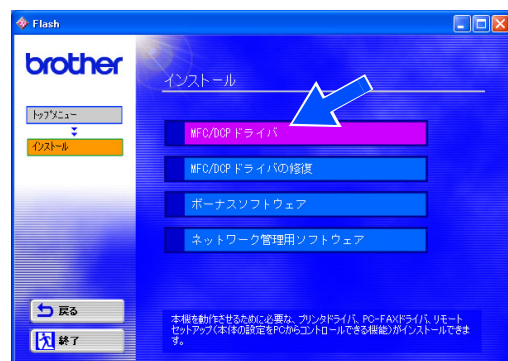 Flash
brother
インストール
トップメニュー
インストール
MFC/DCP ドライバ
MFC/DCP ドライバの修復
ボーナスソフトウェア
ネットワーク管理用ソフトウェア
戻る
終了
本機を動作させるために必要な、プリンタドライバ、PC-FAXドライバ、リモート
セットアップ(本体の設定をPCからコントロールできる機能)がインストールできま
す。